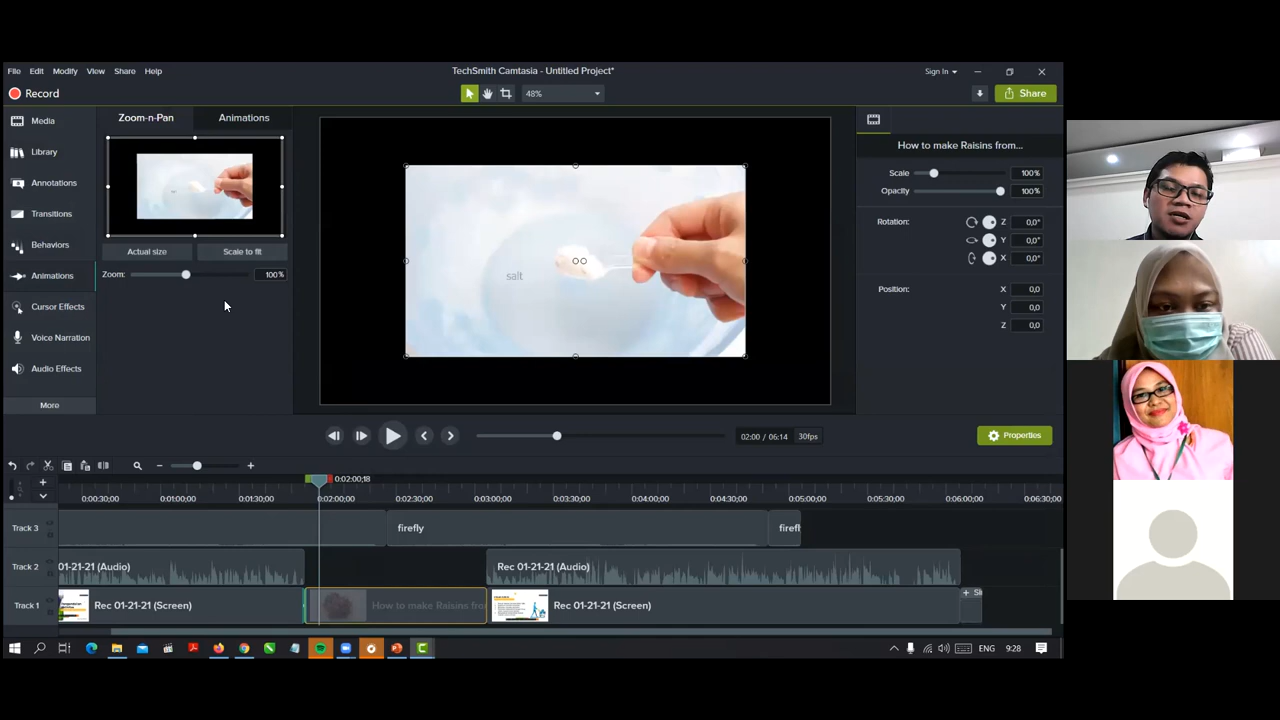 File Edit Modify View Share Help
TechSmith Camtasia - Untitled Project*
Sign In
Record
48%
Share
Media
Library
Annotations
Transitions
Behaviors
Animations
Cursor Effects
Voice Narration
Audio Effects
More
Zoom-n-Pan
Animations
Actual size
Scale to fit
Zoom:
100%
salt
How to make Raisins from...
Scale
100%
Opacity
100%
Rotation:
Z
0,0°
Y
0,0°
X
0,0°
Position:
X
0,0
Y
0,0
Z
0,0
02:00 / 06:14
30fps
Properties
0:02:00;18
0:00:30;00 0:01:00;00 0:01:30;00 0:02:00;00 0:02:30;00 0:03:00;00 0:03:30;00 0:04:00;00 0:04:30;00 0:05:00;00 0:05:30;00 0:06:00;00 0:06:30;00
Track 3
firefly
firefl
Track 2
01-21-21 (Audio)
Rec 01-21-21 (Audio)
Track 1
Rec 01-21-21 (Screen)
How to make Raisins fro
Rec 01-21-21 (Screen)
ENG
9:28